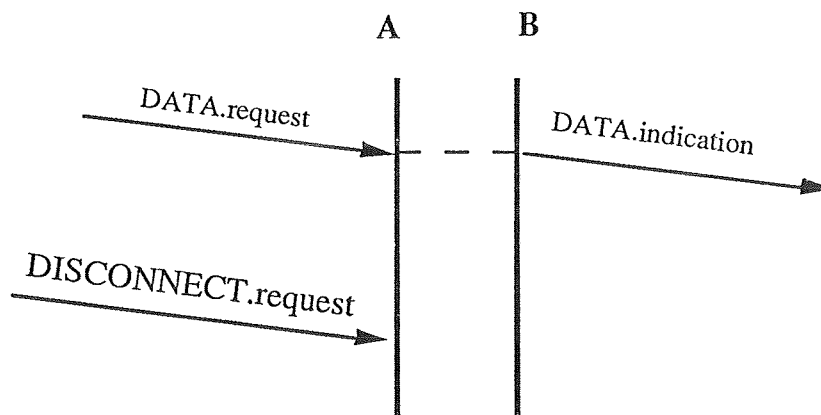 A
B
DATA.request
DATA.indication
DISCONNECT.request